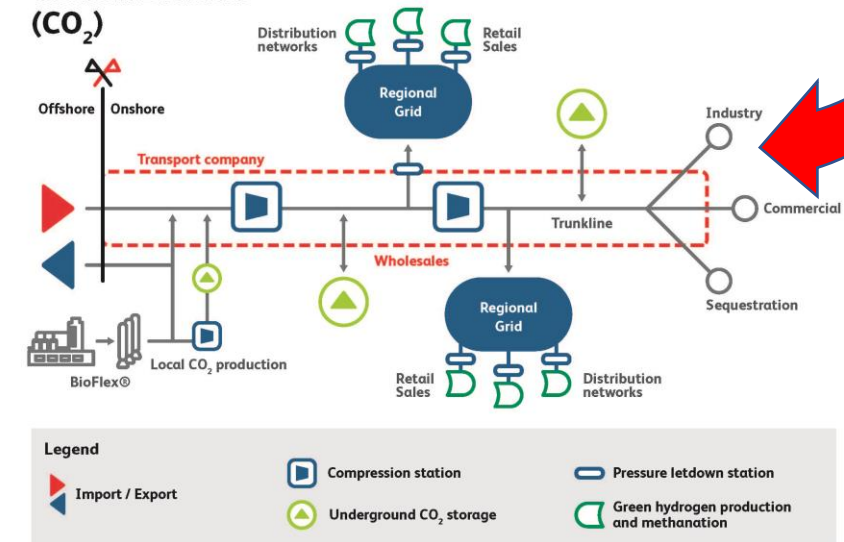 (CO₂)
Distribution
networks
Retail
Sales
Offshore
Onshore
Regional
Grid
Industry
Transport company
Trunkline
Commercial
Wholesales
Regional
Grid
Sequestration
Local CO₂ production
BioFlex®
Retail
Sales
Distribution
networks
Legend
Import / Export
Compression station
Underground CO₂ storage
Pressure letdown station
Green hydrogen production
and methanation